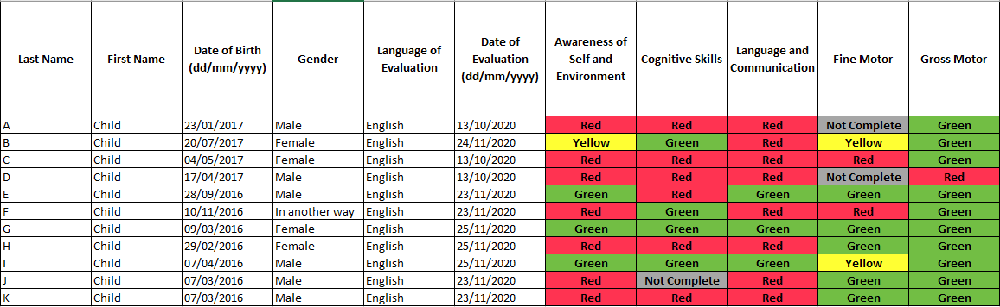 Last Name First Name Date of Birth (dd/mm/yyyy) Gender Language of Evaluation Date of Evaluation (dd/mm/yyyy) Awareness of Self and Environment Cognitive Skills Language and Communication Fine Motor Gross Motor
A Child 23/01/2017 Male English 13/10/2020 Red Red Red Not Complete Green
B Child 20/07/2017 Female English 24/11/2020 Yellow Green Red Yellow Green
C Child 04/05/2017 Female English 13/10/2020 Red Red Red Red Green
D Child 17/04/2017 Male English 13/10/2020 Red Red Red Not Complete Red
E Child 28/09/2016 Male English 23/11/2020 Green Red Green Green Green
F Child 10/11/2016 In another way English 23/11/2020 Red Green Red Red Green
G Child 09/03/2016 Female English 25/11/2020 Green Green Green Green Green
H Child 29/02/2016 Female English 25/11/2020 Red Red Red Green Green
I Child 07/04/2016 Male English 25/11/2020 Green Green Green Yellow Green
J Child 07/03/2016 Male English 23/11/2020 Red Not Complete Red Green Green
K Child 07/03/2016 Male English 23/11/2020 Red Red Red Green Green